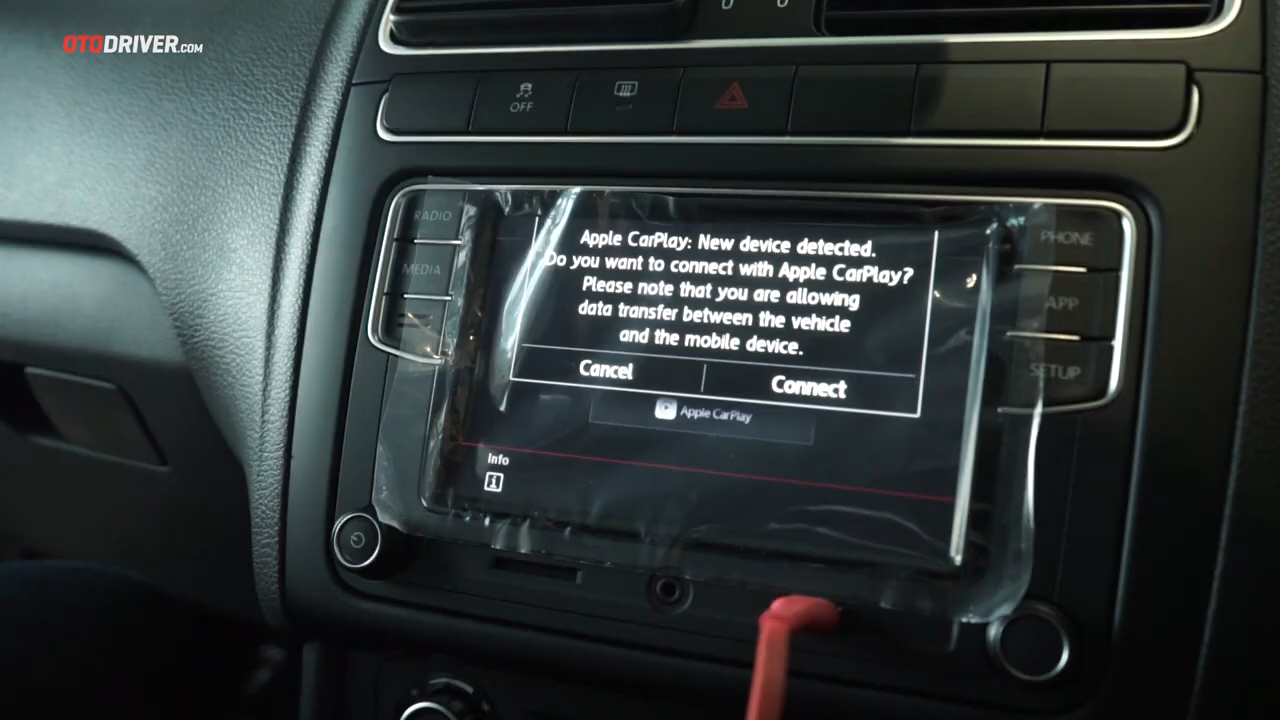 OTODRIVER.COM
OFF
RADIO
MEDIA
Apple CarPlay: New device detected.
Do you want to connect with Apple CarPlay?
Please note that you are allowing
data transfer between the vehicle
and the mobile device.
Cancel
Connect
Apple CarPlay
Info
i
PHONE
APP
SETUP